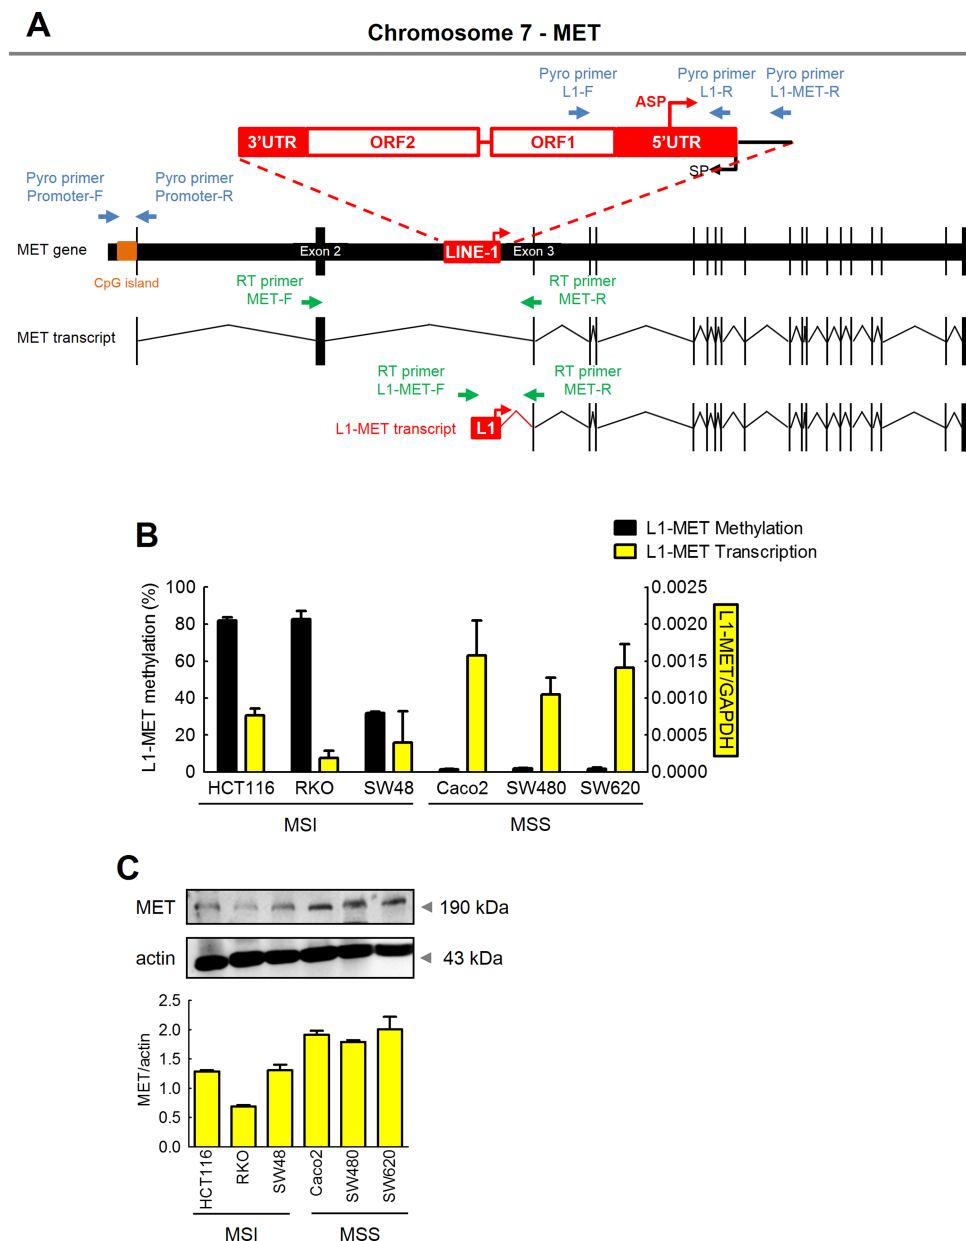 A
Chromosome 7 - MET
Pyro primer
L1-F
Pyro primer
L1-R
Pyro primer
L1-MET-R
ASP
3'UTR
ORF2
ORF1
5'UTR
SP
Pyro primer
Promoter-F
Pyro primer
Promoter-R
MET gene
Exon 2
LINE-1
Exon 3
CpG island
RT primer
MET-F
RT primer
MET-R
MET transcript
RT primer
L1-MET-F
RT primer
MET-R
L1-MET transcript
L1
B
L1-MET Methylation
L1-MET Transcription
L1-MET methylation (%)
100
80
60
40
20
0
0.0025
0.0020
0.0015
0.0010
0.0005
0.0000
L1-MET/GAPDH
HCT116
RKO
SW48
Caco2
SW480
SW620
MSI
MSS
C
MET
190 kDa
actin
43 kDa
MET/actin
2.5
2.0
1.5
1.0
0.5
0.0
HCT116
RKO
SW48
Caco2
SW480
SW620
MSI
MSS